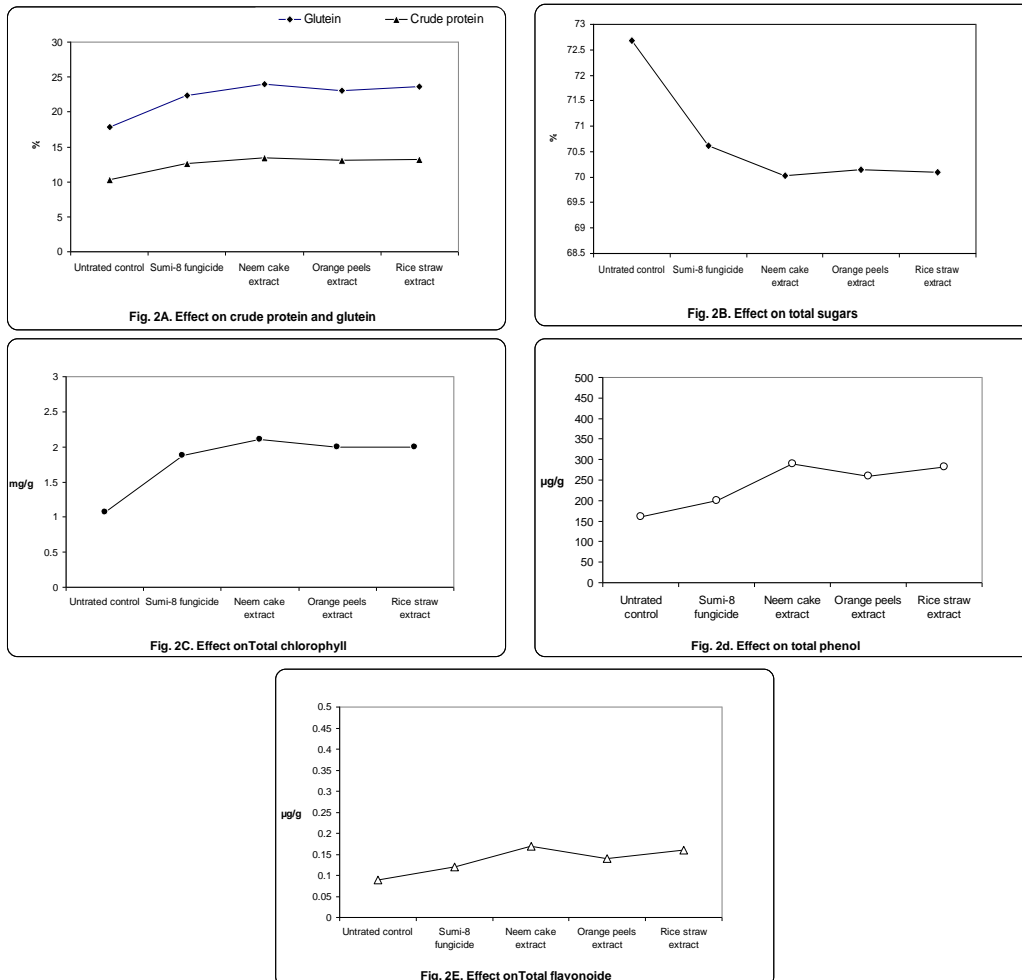 Glutein
Crude protein
30
25
20
15
10
5
0
%
Untrated control
Sumi-8 fungicide
Neem cake
extract
Orange peels
extract
Rice straw
extract
Fig. 2A. Effect on crude protein and glutein
73
72.5
72
71.5
71
70.5
70
69.5
69
68.5
%
Untrated control
Sumi-8 fungicide
Neem cake
extract
Orange peels
extract
Rice straw
extract
Fig. 2B. Effect on total sugars
3
2.5
2
1.5
1
0.5
0
mg/g
Untrated control
Sumi-8 fungicide
Neem cake
extract
Orange peels
extract
Rice straw
extract
Fig. 2C. Effect onTotal chlorophyll
500
450
400
350
300
250
200
150
100
50
0
µg/g
Untrated
control
Sumi-8
fungicide
Neem cake
extract
Orange peels
extract
Rice straw
extract
Fig. 2d. Effect on total phenol
0.5
0.45
0.4
0.35
0.3
0.25
0.2
0.15
0.1
0.05
0
µg/g
Untrated control
Sumi-8
fungicide
Neem cake
extract
Orange peels
extract
Rice straw
extract
Fig. 2E. Effect onTotal flavonoide